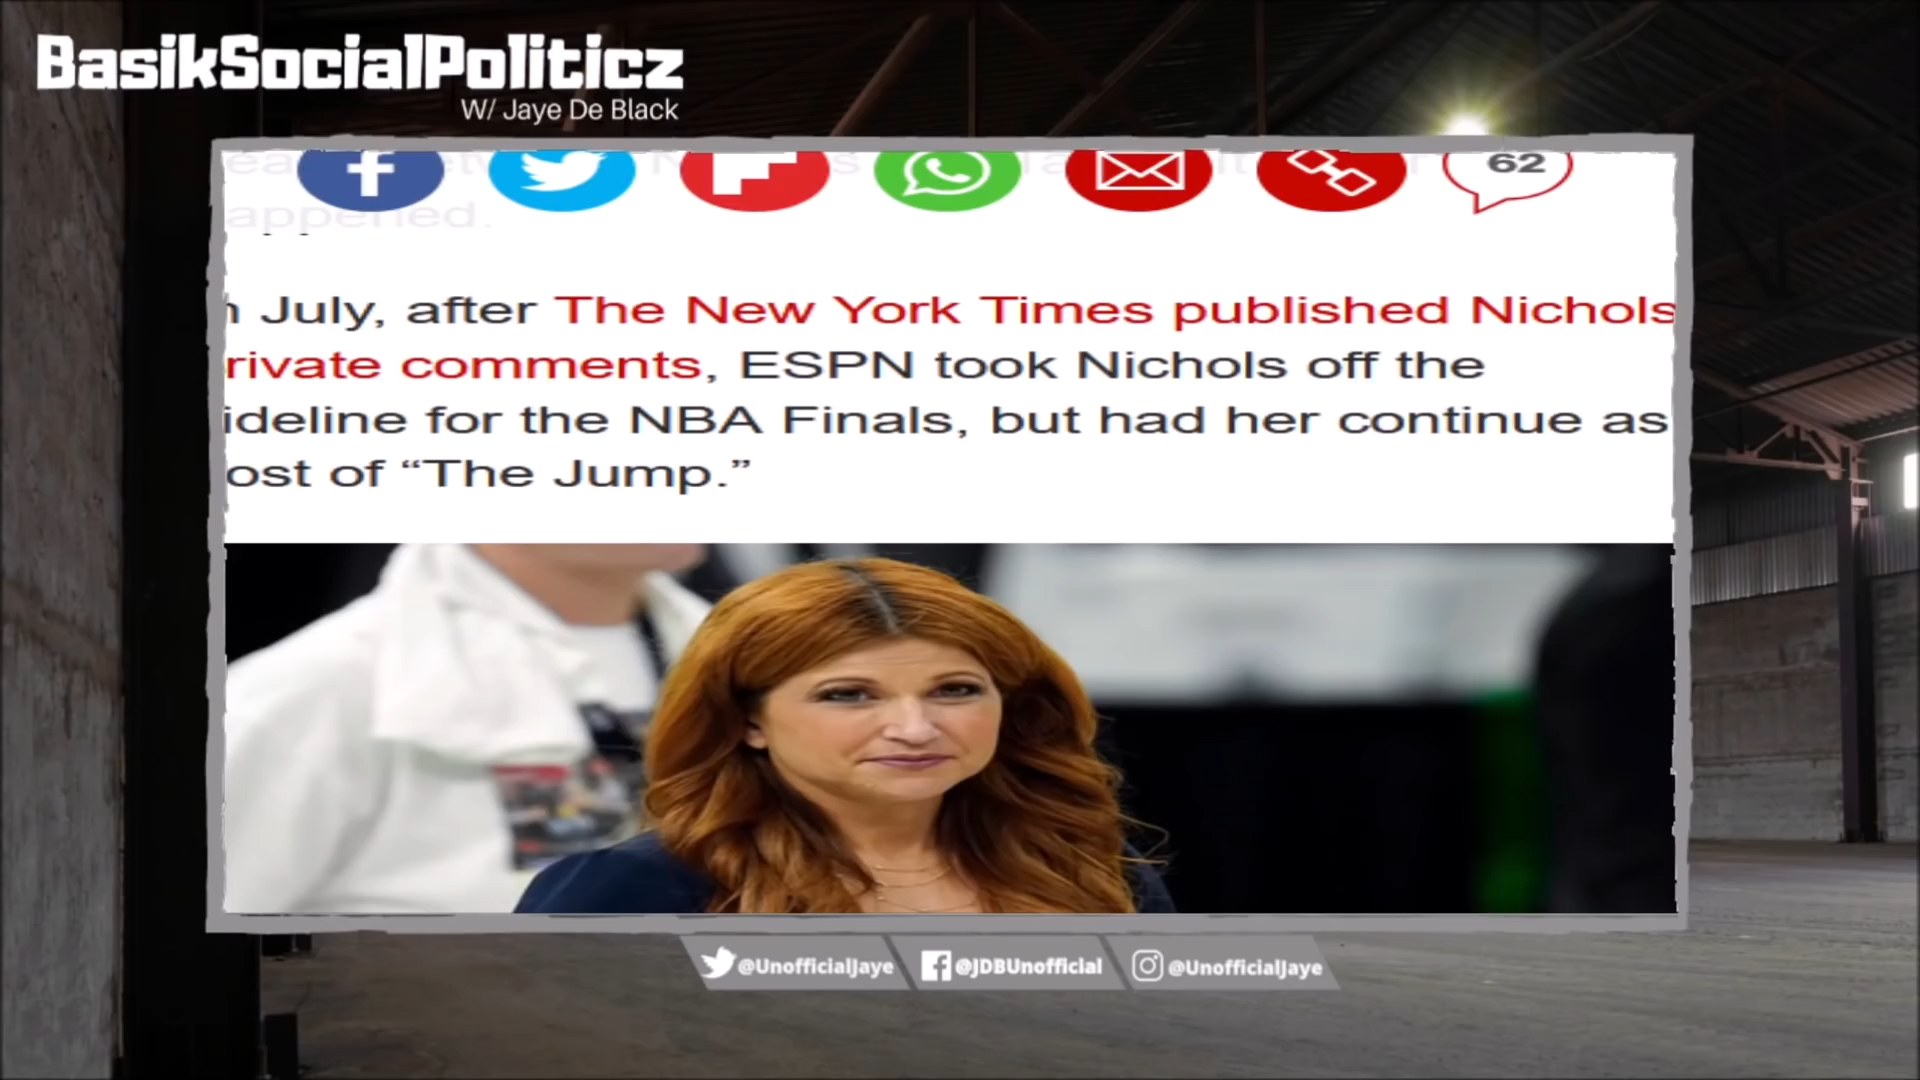 BasikSocialPoliticz
W/ Jaye De Black
62
appened.
July, after The New York Times published Nichols
rivate comments, ESPN took Nichols off the
ideline for the NBA Finals, but had her continue as
ost of “The Jump.”
@UnofficialJaye @JDBUnofficial @UnofficialJaye